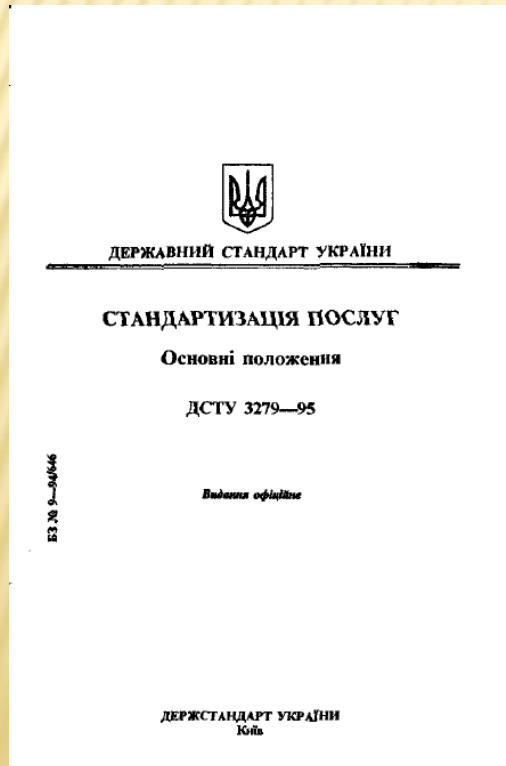 ДЕРЖАВНИЙ СТАНДАРТ УКРАЇНИ
СТАНДАРТИЗАЦІЯ ПОСЛУГ
Основні положення
ДСТУ 3279—95
БЗ № 9—94/646
Видання офіційне
ДЕРЖСТАНДАРТ УКРАЇНИ
Київ